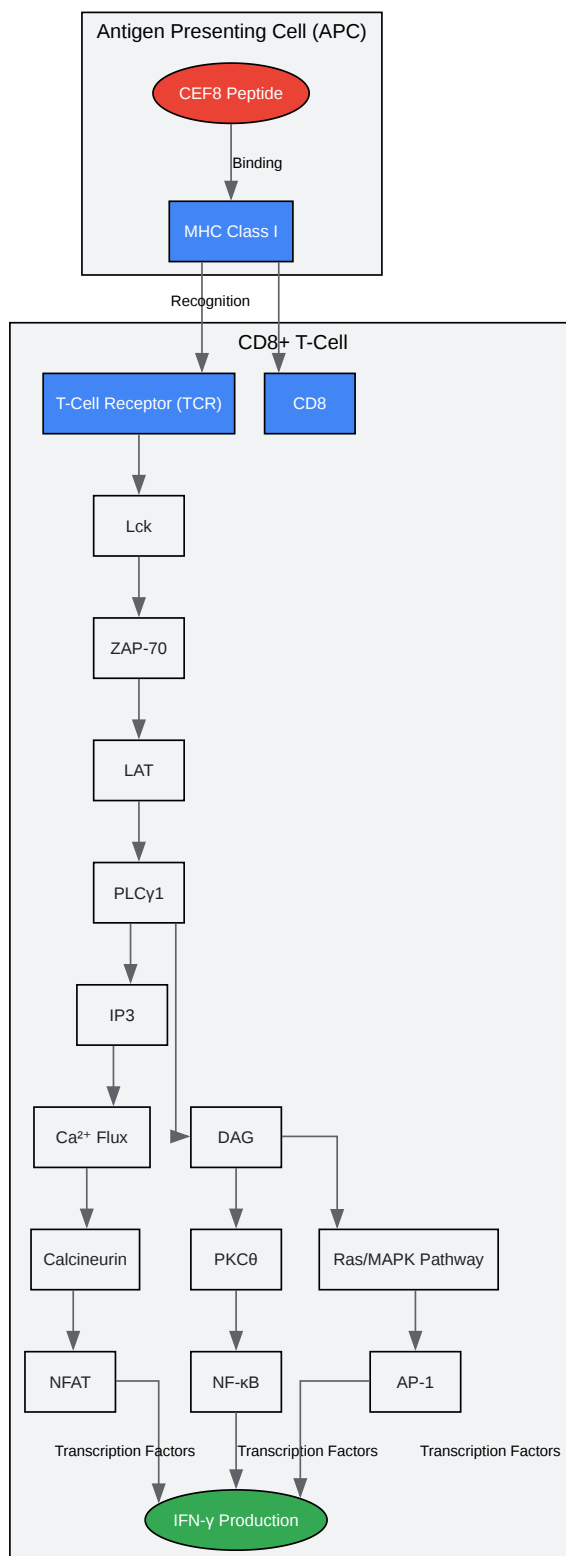 Antigen Presenting Cell (APC)
CEF8 Peptide
Binding
MHC Class I
Recognition
CD8+ T-Cell
T-Cell Receptor (TCR)
CD8
Lck
ZAP-70
LAT
PLCγ1
IP3
Ca²⁺ Flux
DAG
Calcineurin
PKCθ
Ras/MAPK Pathway
NFAT
NF-κB
AP-1
Transcription Factors
Transcription Factors
Transcription Factors
IFN-γ Production